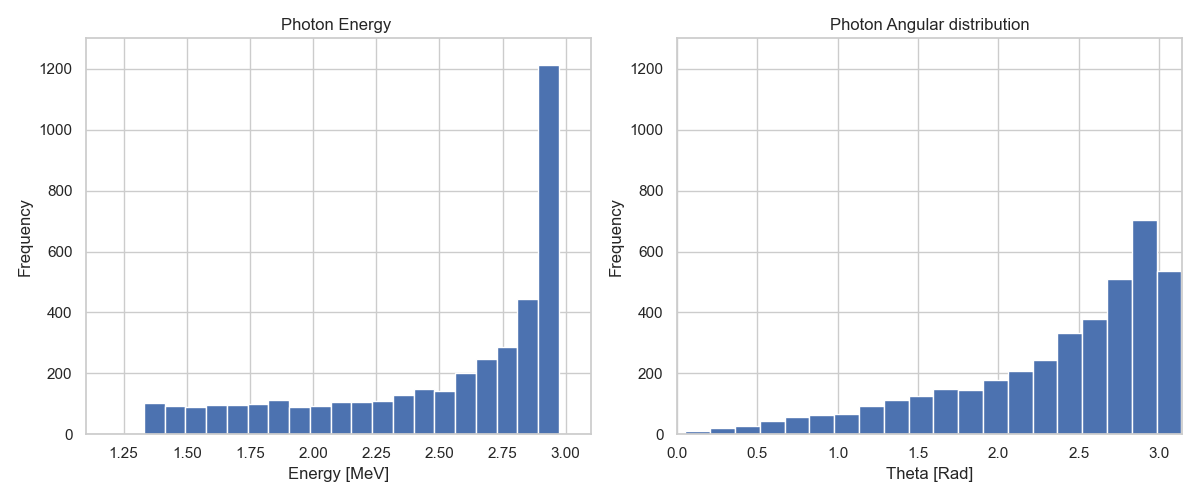 Photon Energy
1200
1000
800
600
400
200
0
Frequency
1.25 1.50 1.75 2.00 2.25 2.50 2.75 3.00
Energy [MeV]
Photon Angular distribution
1200
1000
800
600
400
200
0
Frequency
0.0 0.5 1.0 1.5 2.0 2.5 3.0
Theta [Rad]